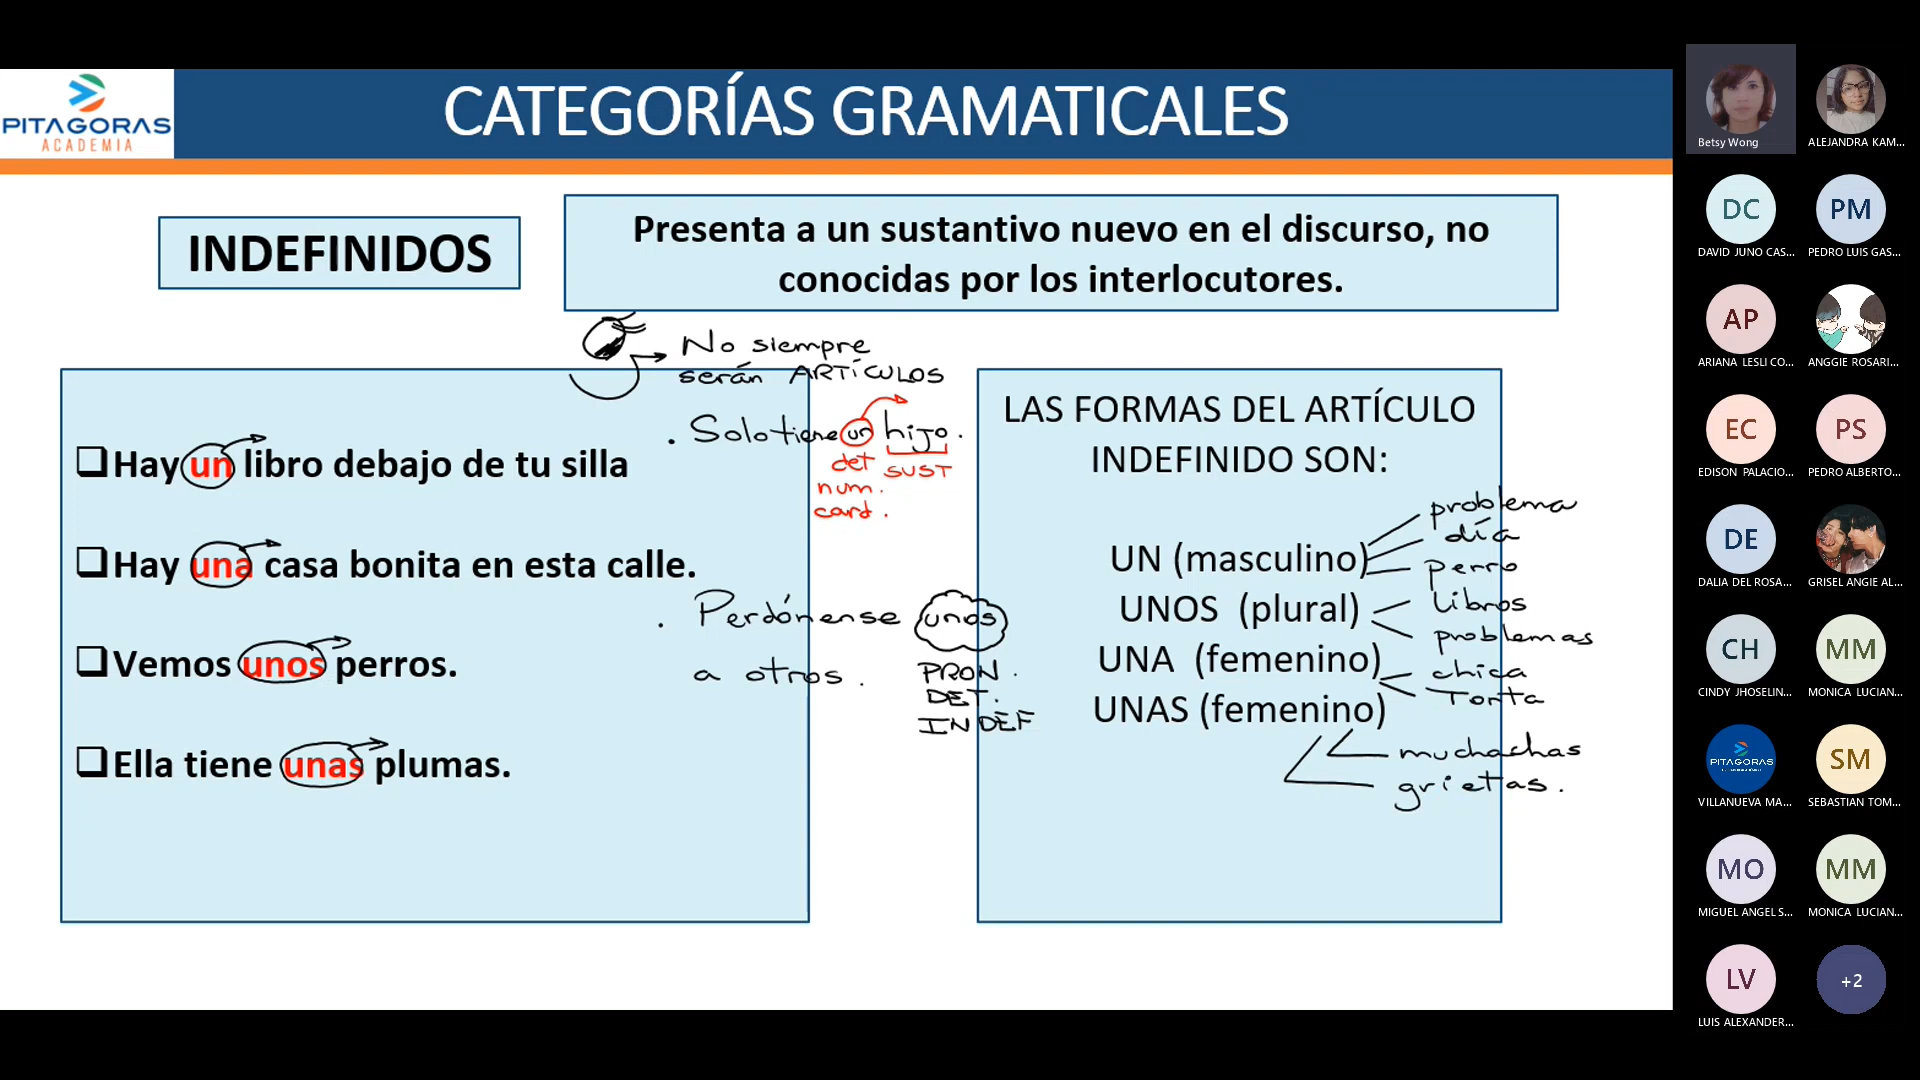 PITAGORAS
ACADEMIA
CATEGORÍAS GRAMATICALES
INDEFINIDOS
Presenta a un sustantivo nuevo en el discurso, no
conocidas por los interlocutores.
No siempre
serán ARTÍCULOS
. Solo tiene un hijo.
det SUST
num.
card.
❑Hay un libro debajo de tu silla
❑Hay una casa bonita en esta calle.
. Perdónense unos
a otros.
PRON.
DET.
INDEF
❑Vemos unos perros.
❑Ella tiene unas plumas.
LAS FORMAS DEL ARTÍCULO
INDEFINIDO SON:
UN (masculino)
problema
día
perro
UNOS (plural)
libros
problemas
UNA (femenino)
chica
Torta
UNAS (femenino)
muchachas
grietas.
Betsy Wong
ALEJANDRA KAM...
DC
DAVID JUNO CAS...
PM
PEDRO LUIS GAS...
AP
ARIANA LESLI CO...
ANGGIE ROSARI...
EC
EDISON PALACIO...
PS
PEDRO ALBERTO...
DE
DALIA DEL ROSA...
GRISEL ANGIE AL...
CH
CINDY JHOSELIN...
MM
MONICA LUCIAN...
PITAGORAS
VILLANUEVA MA...
SM
SEBASTIAN TOM...
MO
MIGUEL ANGEL S...
MM
MONICA LUCIAN...
LV
LUIS ALEXANDER...
+2